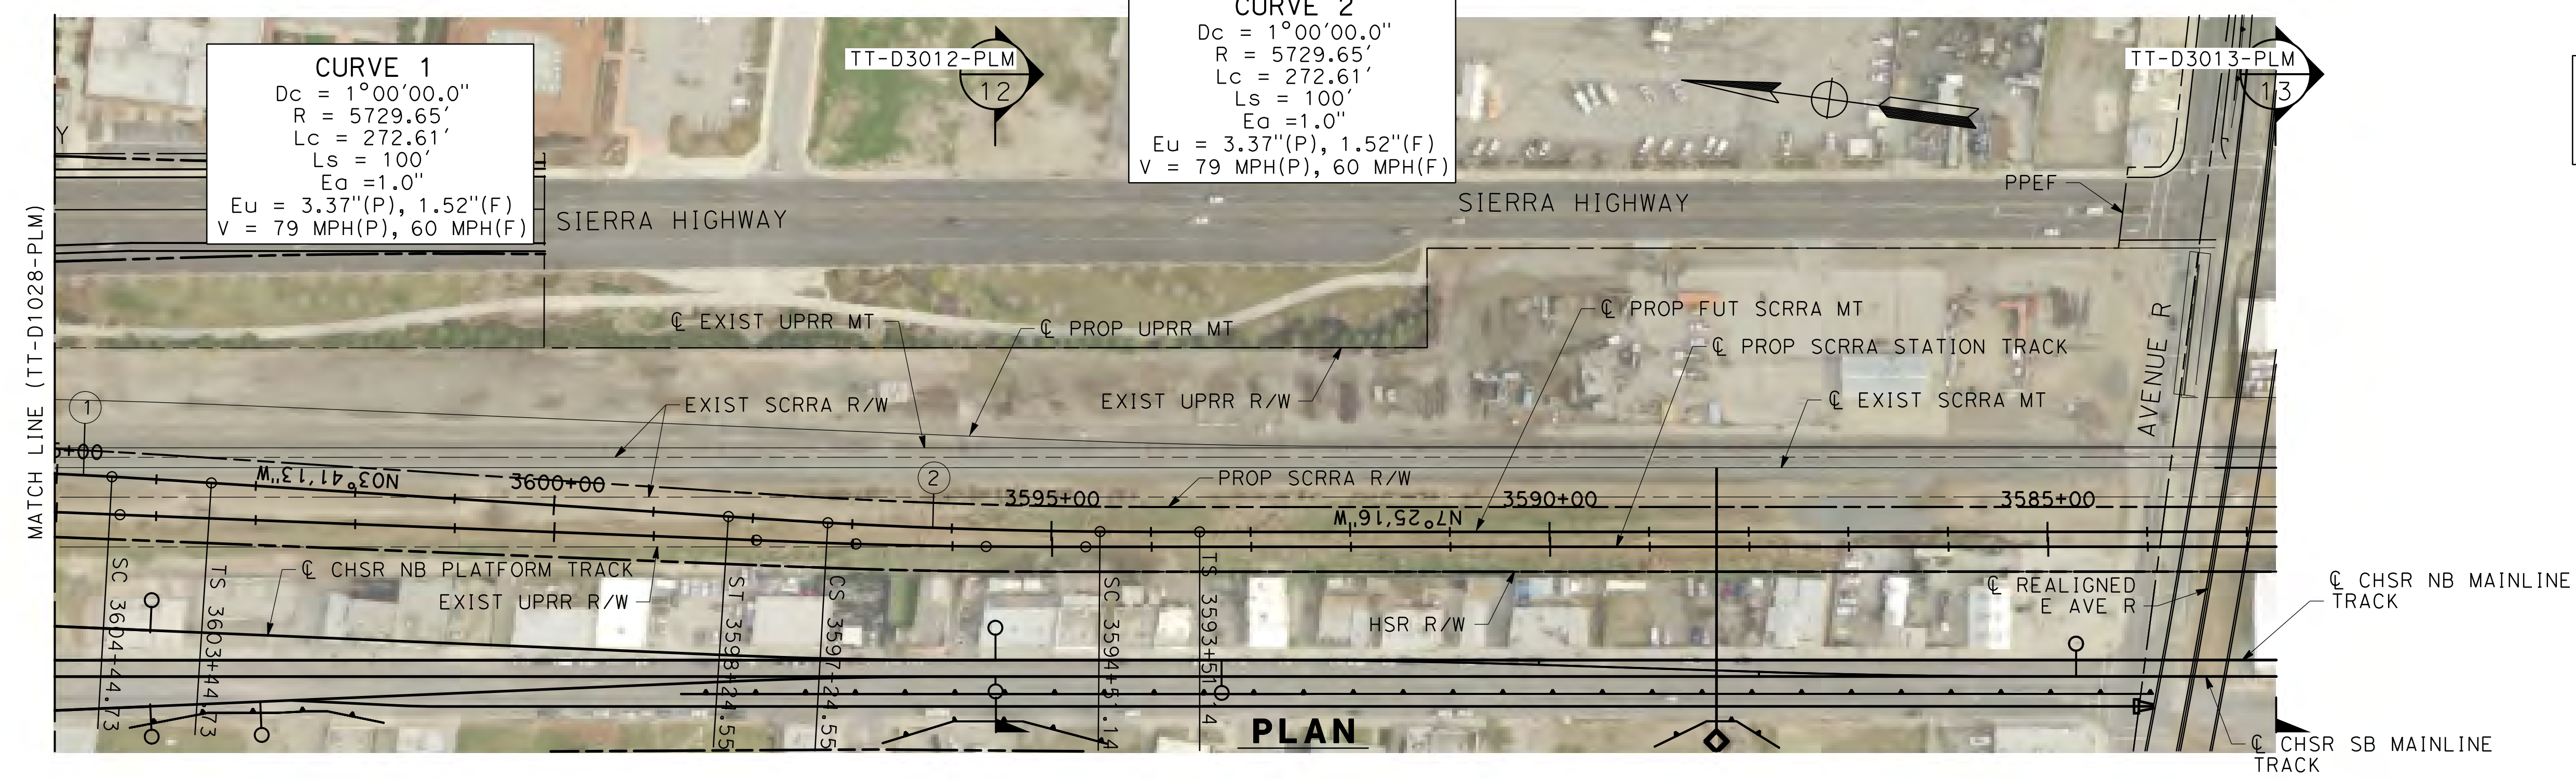 CURVE 1
Dc = 1°00'00.0"
R = 5729.65'
Lc = 272.61'
Ls = 100'
Ea =1.0"
Eu = 3.37"(P), 1.52"(F)
V = 79 MPH(P), 60 MPH(F)
TT-D3012-PLM
12
CURVE 2
Dc = 1°00'00.0"
R = 5729.65'
Lc = 272.61'
Ls = 100'
Ea =1.0"
Eu = 3.37"(P), 1.52"(F)
V = 79 MPH(P), 60 MPH(F)
TT-D3013-PLM
13
Y
MATCH LINE (TT-D1028-PLM)
SIERRA HIGHWAY
SIERRA HIGHWAY
PPEF
℄ EXIST UPRR MT
℄ PROP UPRR MT
℄ PROP FUT SCRRA MT
℄ PROP SCRRA STATION TRACK
EXIST SCRRA R/W
EXIST UPRR R/W
℄ EXIST SCRRA MT
AVENUE R
1
5+00
N03°41'13"W
3600+00
2
3595+00
PROP SCRRA R/W
N7°25'16"W
3590+00
3585+00
SC 3604+44.73
TS 3603+44.73
℄ CHSR NB PLATFORM TRACK
EXIST UPRR R/W
ST 3598+24.55
CS 3597+24.55
SC 3594+51.14
TS 3593+51.14
HSR R/W
℄ REALIGNED
E AVE R
℄ CHSR NB MAINLINE
TRACK
PLAN
℄ CHSR SB MAINLINE
TRACK